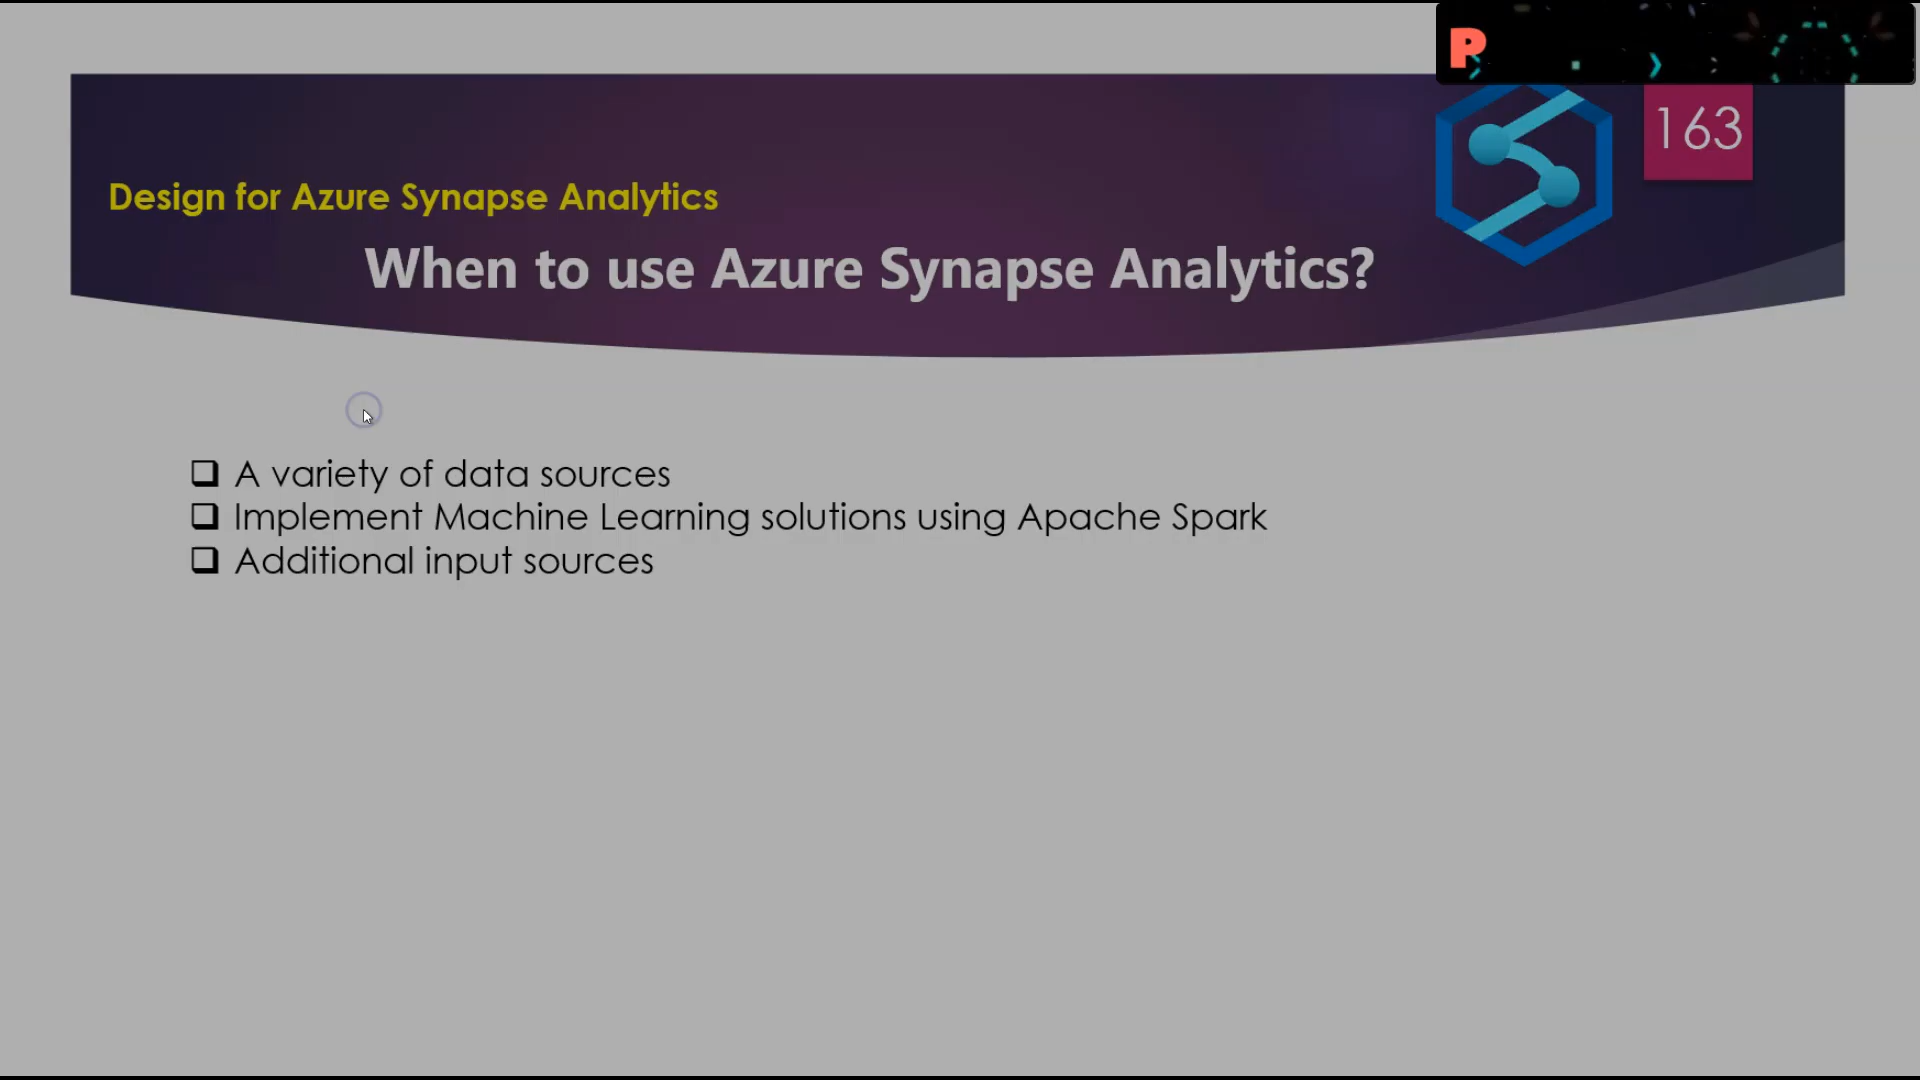 P
163
Design for Azure Synapse Analytics
When to use Azure Synapse Analytics?
A variety of data sources
Implement Machine Learning solutions using Apache Spark
Additional input sources